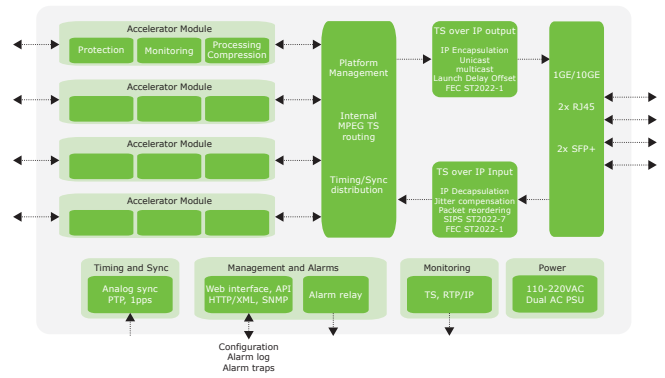 Accelerator Module
Protection
Monitoring
Processing
Compression
Accelerator Module
Accelerator Module
Accelerator Module
Platform
Management
Internal
MPEG TS
routing
Timing/Sync
distribution
TS over IP output
IP Encapsulation
Unicast
multicast
Launch Delay Offset
FEC ST2022-1
TS over IP Input
IP Decapsulation
Jitter compensation
Packet reordering
SIPS ST2022-7
FEC ST2022-1
1GE/10GE
2x RJ45
2x SFP+
Timing and Sync
Analog sync
PTP, 1pps
Management and Alarms
Web interface, API
HTTP/XML, SNMP
Alarm relay
Monitoring
TS, RTP/IP
Power
110-220VAC
Dual AC PSU
Configuration
Alarm log
Alarm traps